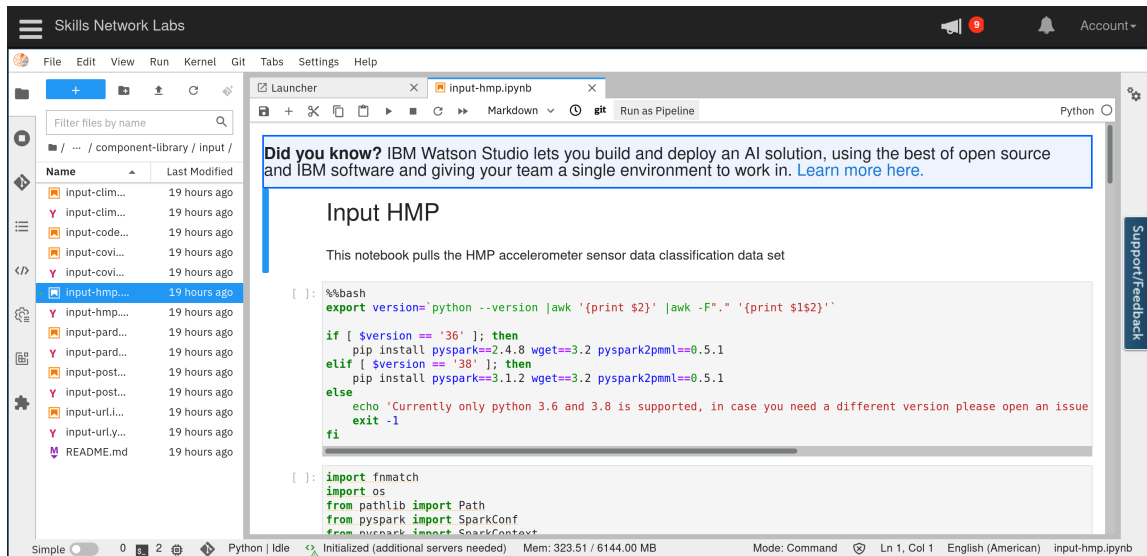 Skills Network Labs
9
Account
File Edit View Run Kernel Git Tabs Settings Help
+
Filter files by name
/ ··· / component-library / input /
Name Last Modified
input-clim... 19 hours ago
input-clim... 19 hours ago
input-code... 19 hours ago
input-covi... 19 hours ago
input-covi... 19 hours ago
input-hmp.... 19 hours ago
input-hmp.... 19 hours ago
input-pard... 19 hours ago
input-pard... 19 hours ago
input-post... 19 hours ago
input-post... 19 hours ago
input-url.i... 19 hours ago
input-url.y... 19 hours ago
README.md 19 hours ago
Launcher
input-hmp.ipynb
Markdown git Run as Pipeline Python
Did you know? IBM Watson Studio lets you build and deploy an AI solution, using the best of open source
and IBM software and giving your team a single environment to work in. Learn more here.
Input HMP
This notebook pulls the HMP accelerometer sensor data classification data set
[ ]: %%bash
export version=`python --version |awk '{print $2}' |awk -F"." '{print $1$2}'`
if [ $version == '36' ]; then
pip install pyspark==2.4.8 wget==3.2 pyspark2pmml==0.5.1
elif [ $version == '38' ]; then
pip install pyspark==3.1.2 wget==3.2 pyspark2pmml==0.5.1
else
echo 'Currently only python 3.6 and 3.8 is supported, in case you need a different version please open an issue
exit -1
fi
[ ]: import fnmatch
import os
from pathlib import Path
from pyspark import SparkConf
from pyspark import SparkContext
Support/Feedback
Simple 0 2 Python | Idle Initialized (additional servers needed) Mem: 323.51 / 6144.00 MB Mode: Command Ln 1, Col 1 English (American) input-hmp.ipynb